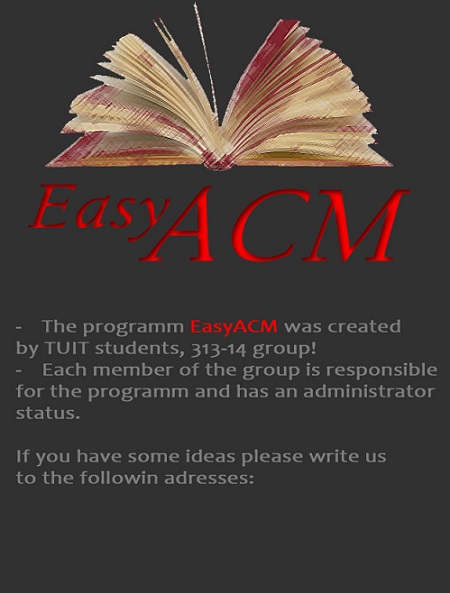 EasyACM
- The programm EasyACM was created
by TUIT students, 313-14 group!
- Each member of the group is responsible
for the programm and has an administrator
status.
If you have some ideas please write us
to the followin adresses: